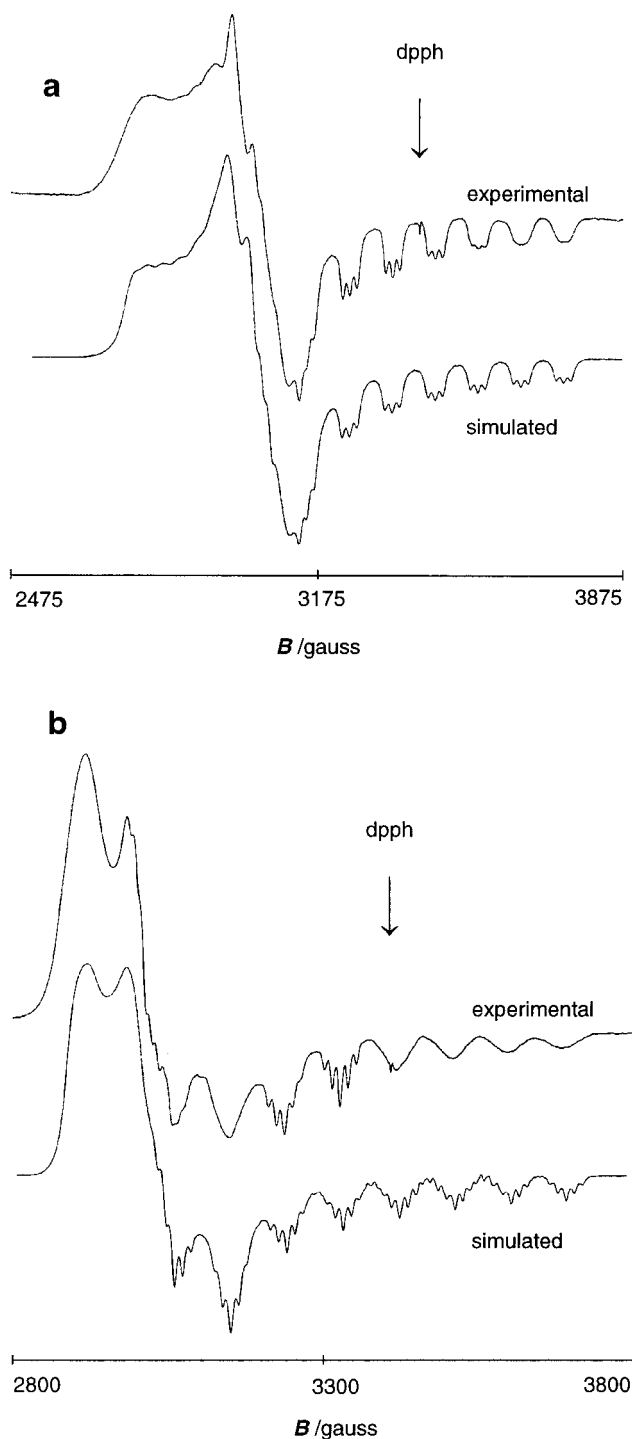 a
dpph
experimental
simulated
2475 3175 3875
B /gauss
b
dpph
experimental
simulated
2800 3300 3800
B /gauss